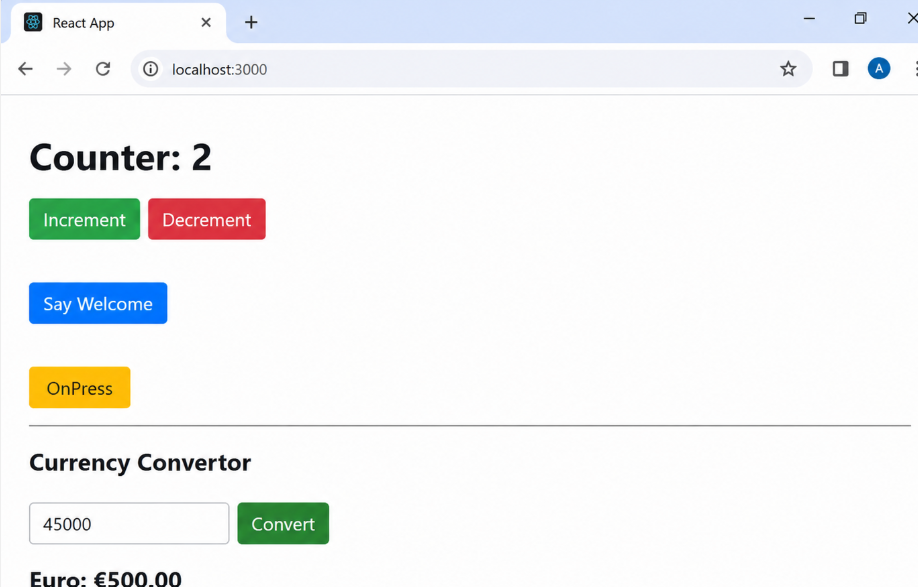 React App
localhost:3000
A
Counter: 2
Increment Decrement
Say Welcome
OnPress
Currency Convertor
45000 Convert
Euro: €500.00